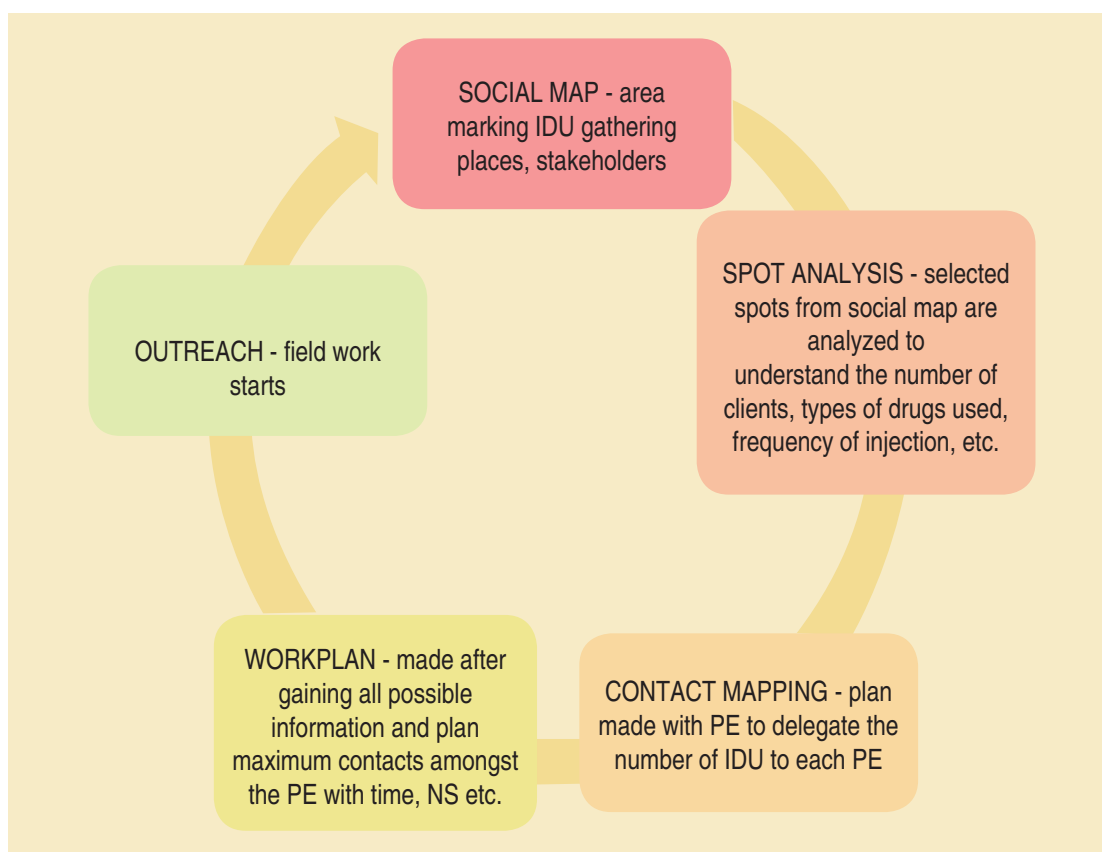 SOCIAL MAP - area
marking IDU gathering
places, stakeholders
SPOT ANALYSIS - selected
spots from social map are
analyzed to
understand the number of
clients, types of drugs used,
frequency of injection, etc.
CONTACT MAPPING - plan
made with PE to delegate the
number of IDU to each PE
WORKPLAN - made after
gaining all possible
information and plan
maximum contacts amongst
the PE with time, NS etc.
OUTREACH - field work
starts